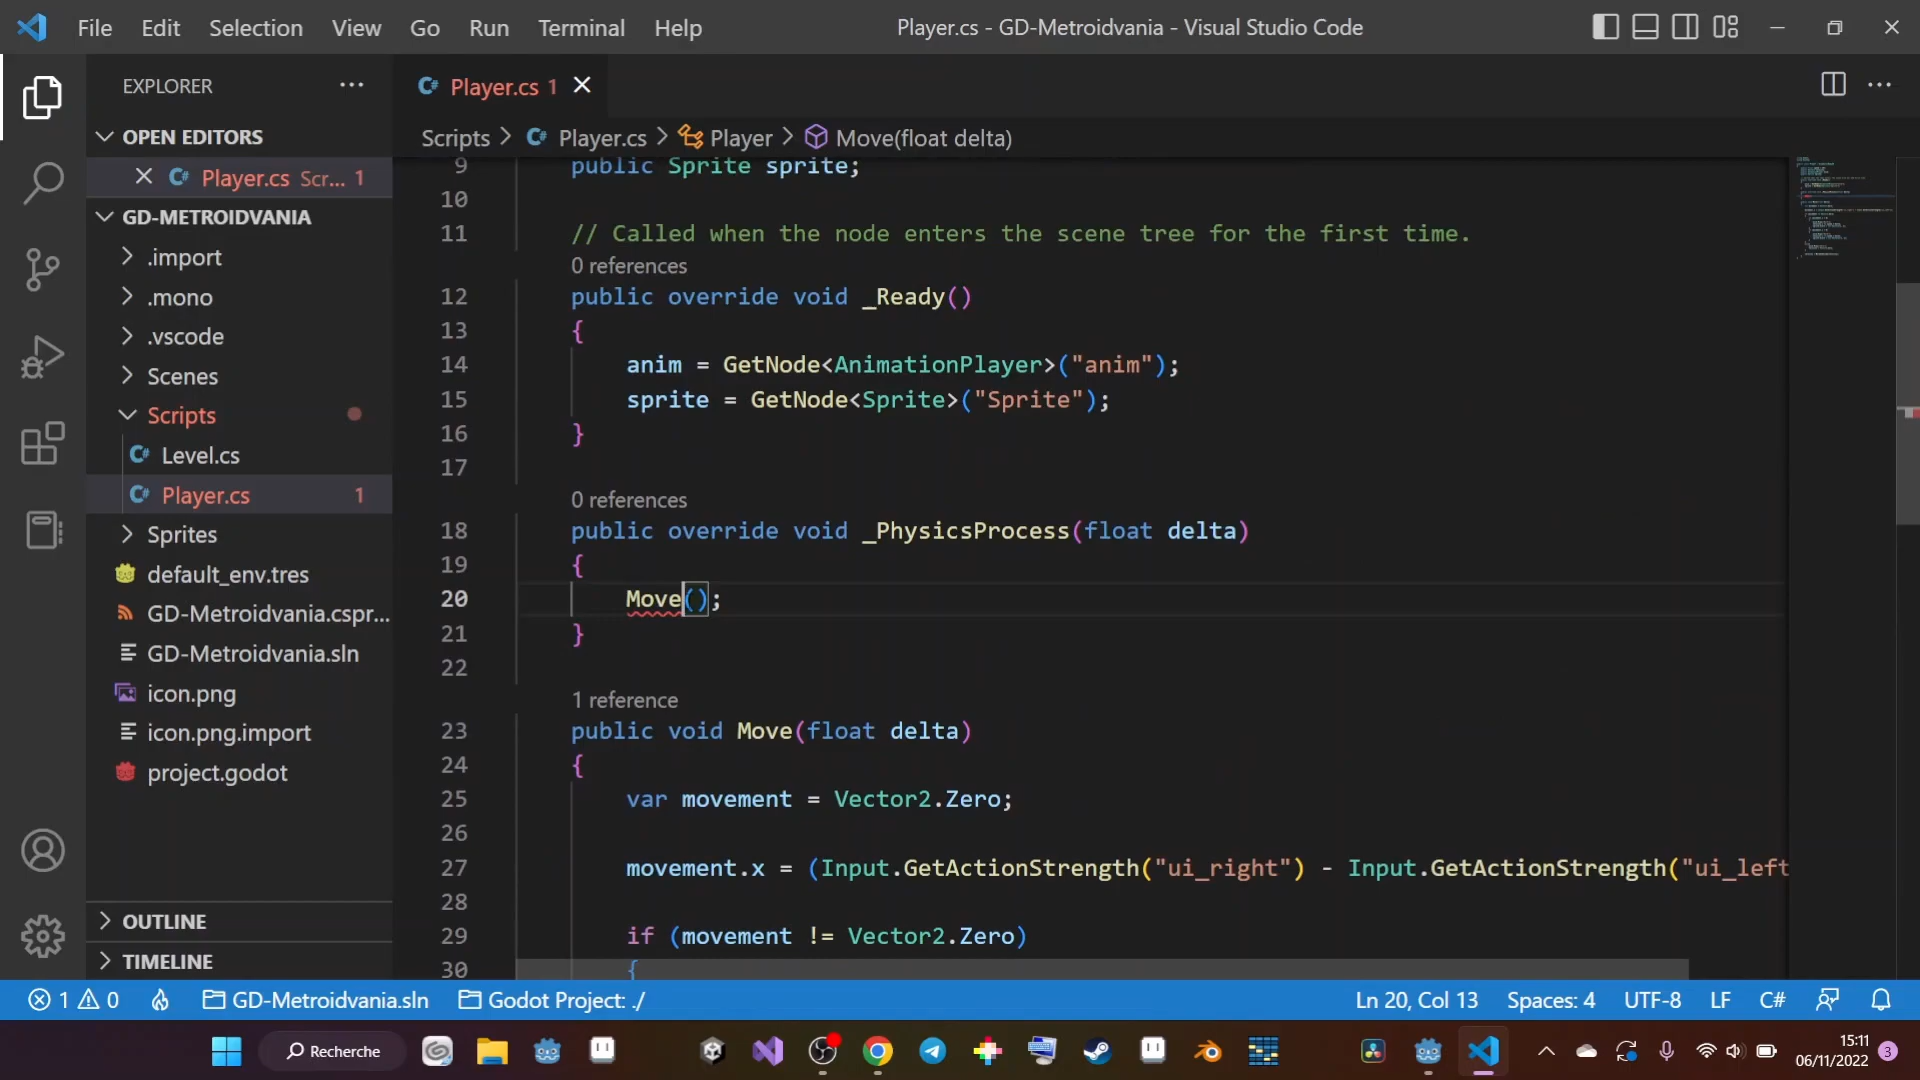 File Edit Selection View Go Run Terminal Help
Player.cs - GD-Metroidvania - Visual Studio Code
EXPLORER
Player.cs 1
OPEN EDITORS
Player.cs Scr... 1
GD-METROIDVANIA
.import
.mono
.vscode
Scenes
Scripts
Level.cs
Player.cs 1
Sprites
default_env.tres
GD-Metroidvania.cspr...
GD-Metroidvania.sln
icon.png
icon.png.import
project.godot
OUTLINE
TIMELINE
Scripts Player.cs Player Move(float delta)
9 public Sprite sprite;
10
11 // Called when the node enters the scene tree for the first time.
0 references
12 public override void _Ready()
13 {
14 anim = GetNode<AnimationPlayer>("anim");
15 sprite = GetNode<Sprite>("Sprite");
16 }
17
0 references
18 public override void _PhysicsProcess(float delta)
19 {
20 Move();
21 }
22
1 reference
23 public void Move(float delta)
24 {
25 var movement = Vector2.Zero;
26
27 movement.x = (Input.GetActionStrength("ui_right") - Input.GetActionStrength("ui_left
28
29 if (movement != Vector2.Zero)
30 {
1 0 GD-Metroidvania.sln Godot Project: ./ Ln 20, Col 13 Spaces: 4 UTF-8 LF C#
Recherche
15:11
06/11/2022 3